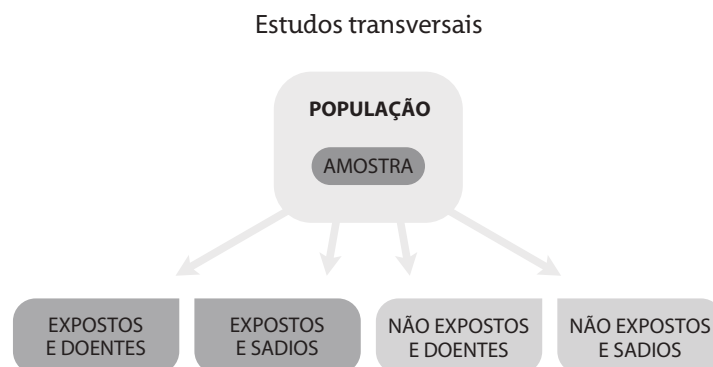 Estudos transversais
POPULAÇÃO
AMOSTRA
EXPOSTOS
E DOENTES
EXPOSTOS
E SADIOS
NÃO EXPOSTOS
E DOENTES
NÃO EXPOSTOS
E SADIOS